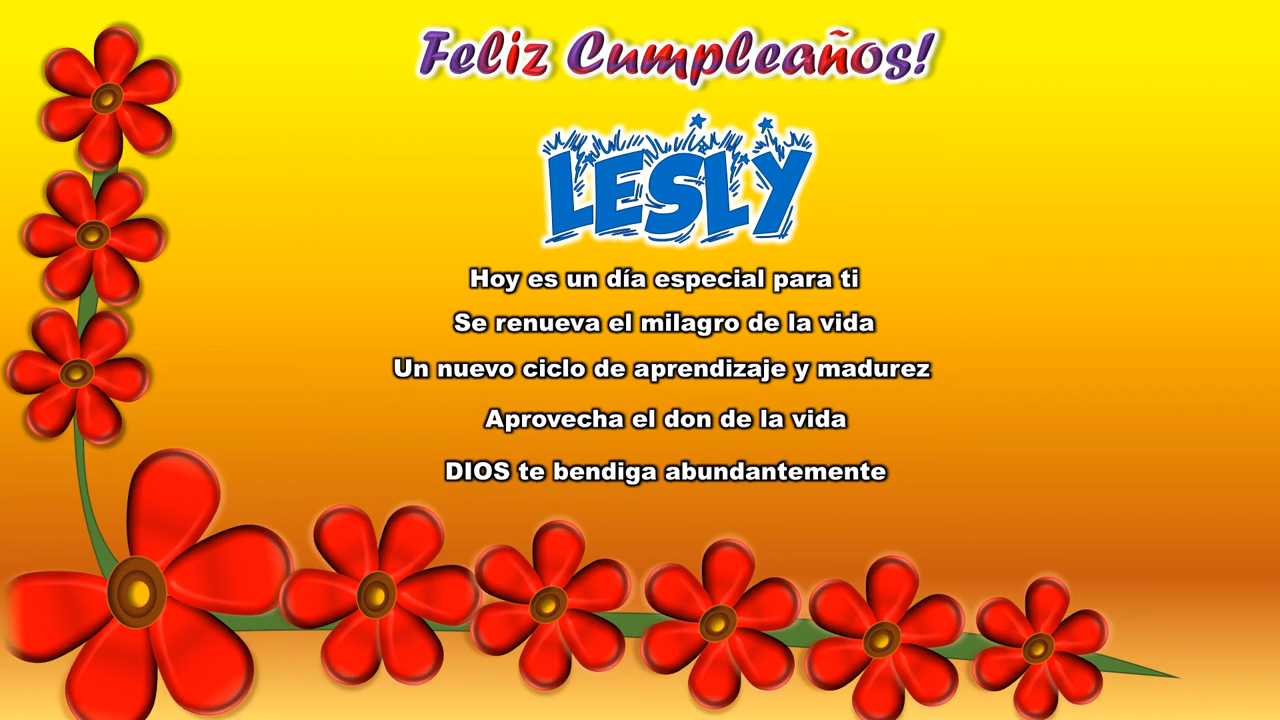 Feliz Cumpleaños!
LESLY
Hoy es un día especial para ti
Se renueva el milagro de la vida
Un nuevo ciclo de aprendizaje y madurez
Aprovecha el don de la vida
DIOS te bendiga abundantemente